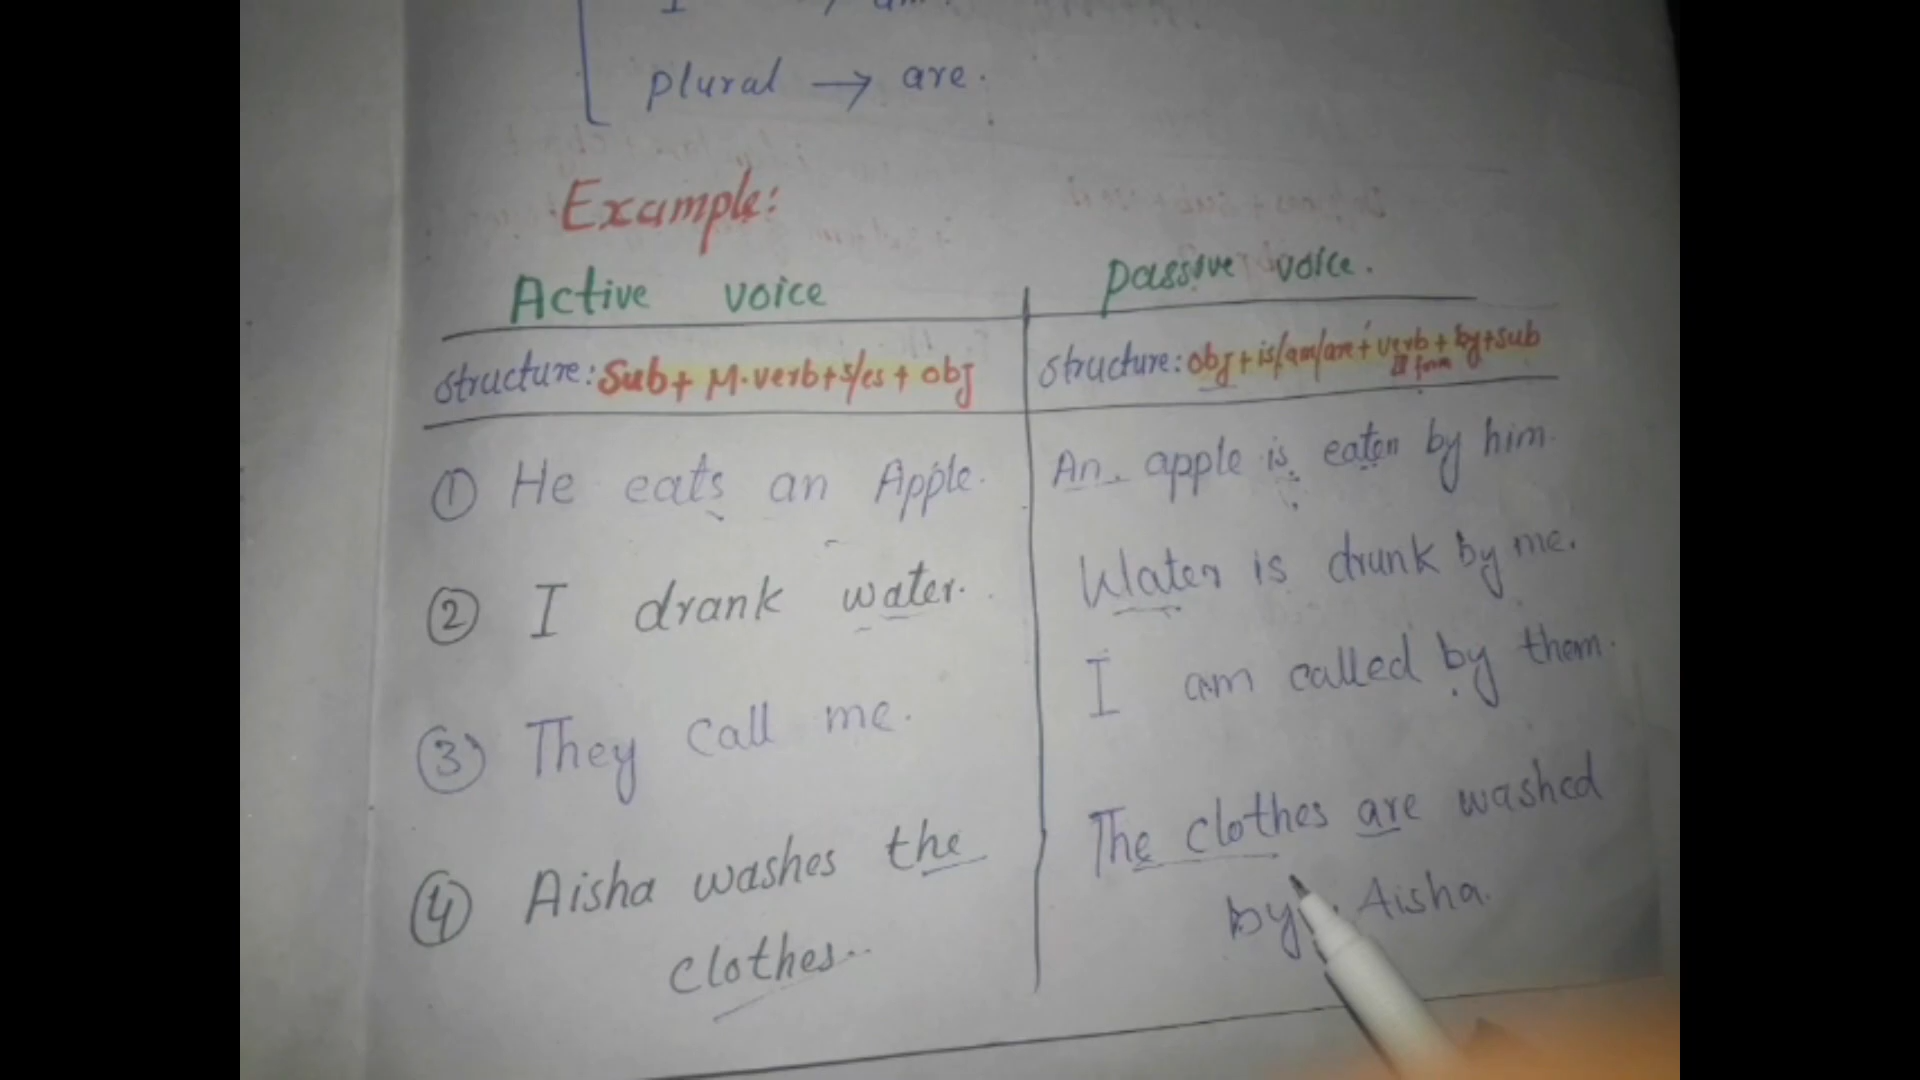 plural → are.
Example:
Active voice
passive voice.
structure: Sub + M.verb + s/es + obj
structure: obj + is/am/are + verb + by + sub
III form
① He eats an Apple.
An apple is eaten by him.
② I drank water.
Water is drunk by me.
③ They call me.
I am called by them.
④ Aisha washes the
clothes.
The clothes are washed
by Aisha.